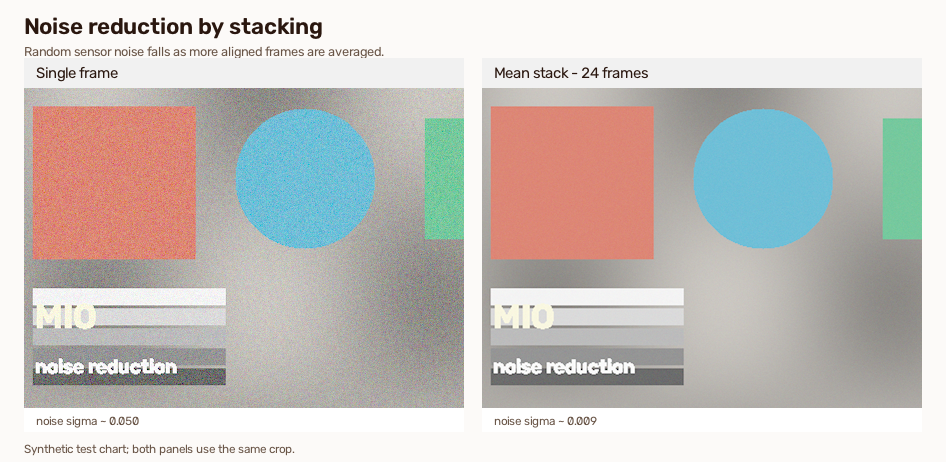 Noise reduction by stacking
Random sensor noise falls as more aligned frames are averaged.
Single frame
MIO
noise reduction
noise sigma ~ 0.050
Mean stack - 24 frames
MIO
noise reduction
noise sigma ~ 0.009
Synthetic test chart; both panels use the same crop.